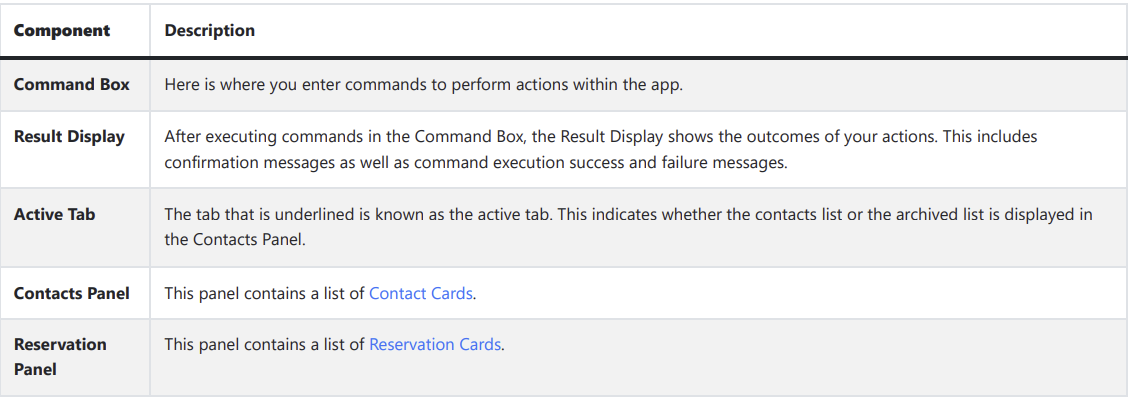 Component Description
Command Box Here is where you enter commands to perform actions within the app.
Result Display After executing commands in the Command Box, the Result Display shows the outcomes of your actions. This includes
confirmation messages as well as command execution success and failure messages.
Active Tab The tab that is underlined is known as the active tab. This indicates whether the contacts list or the archived list is displayed in
the Contacts Panel.
Contacts Panel This panel contains a list of Contact Cards.
Reservation This panel contains a list of Reservation Cards.
Panel